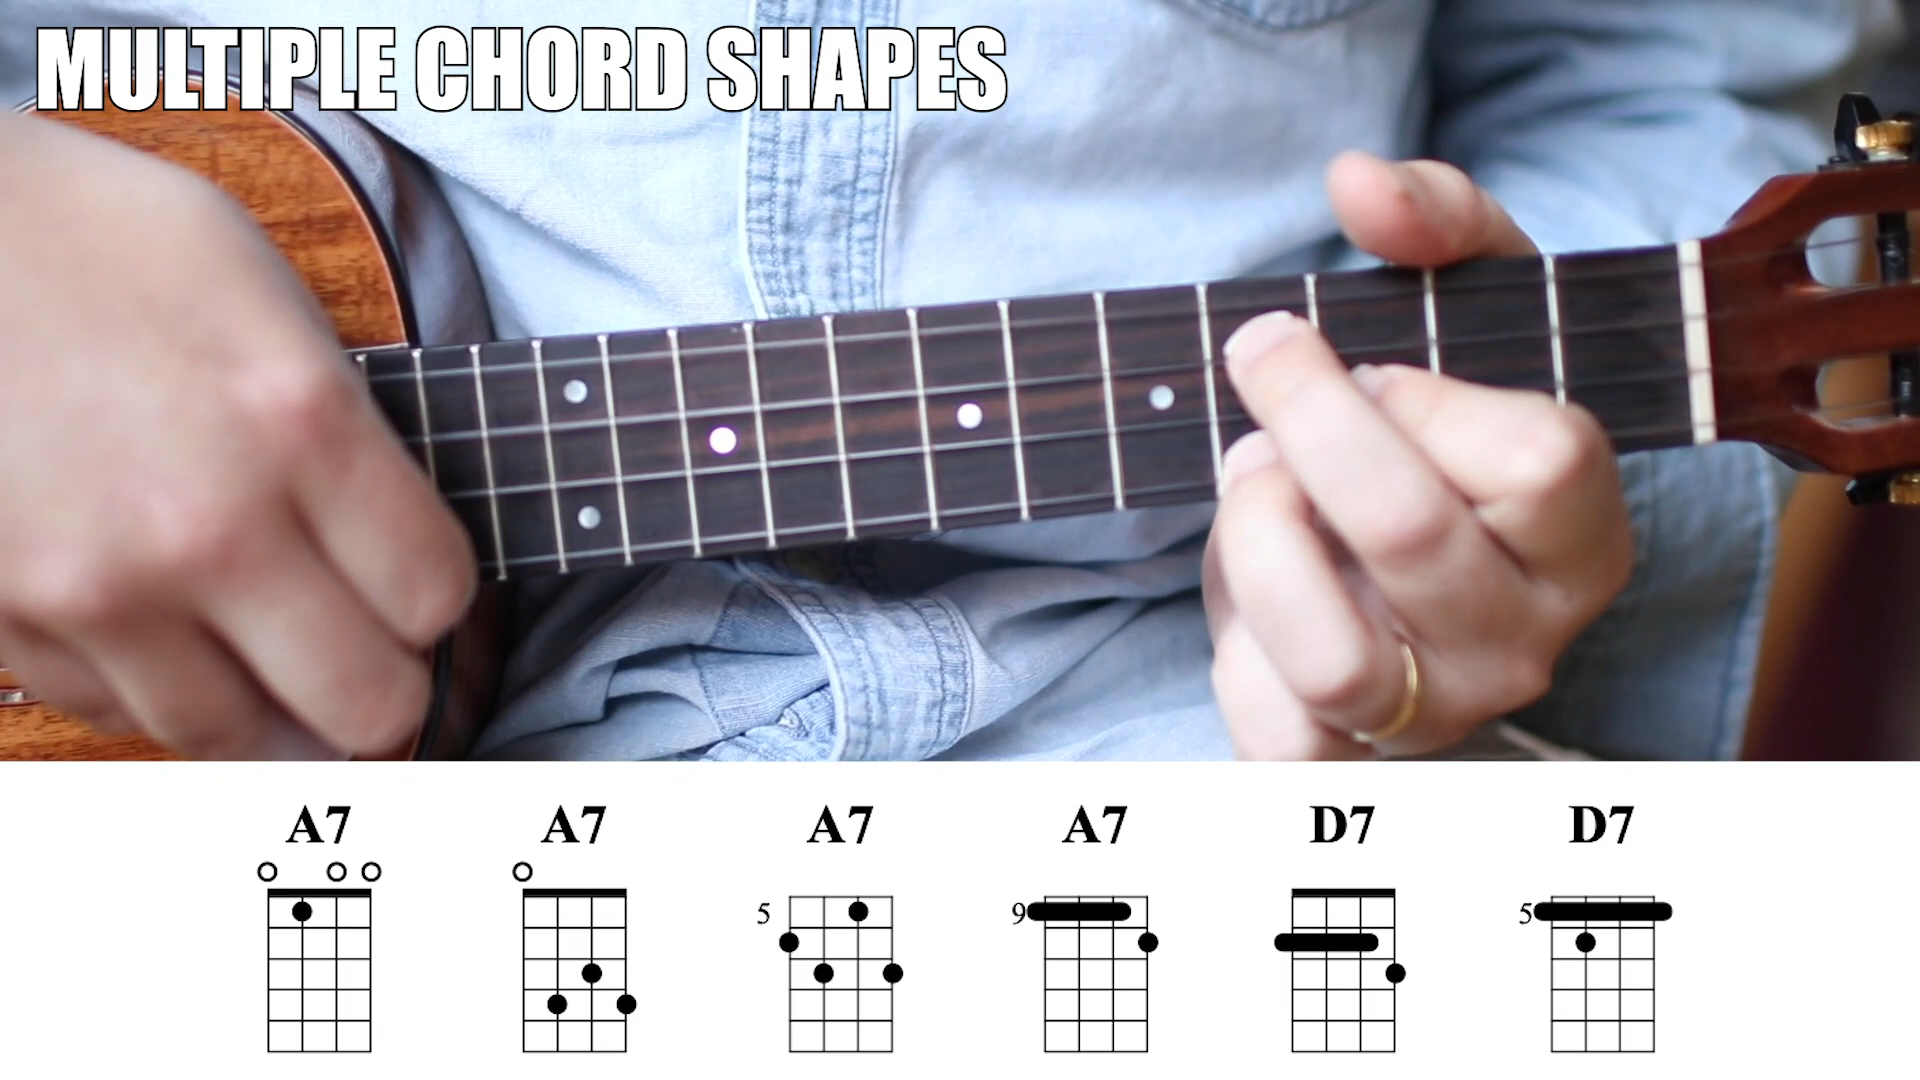 MULTIPLE CHORD SHAPES
A7 A7 A7 A7 D7 D7
5 9 5